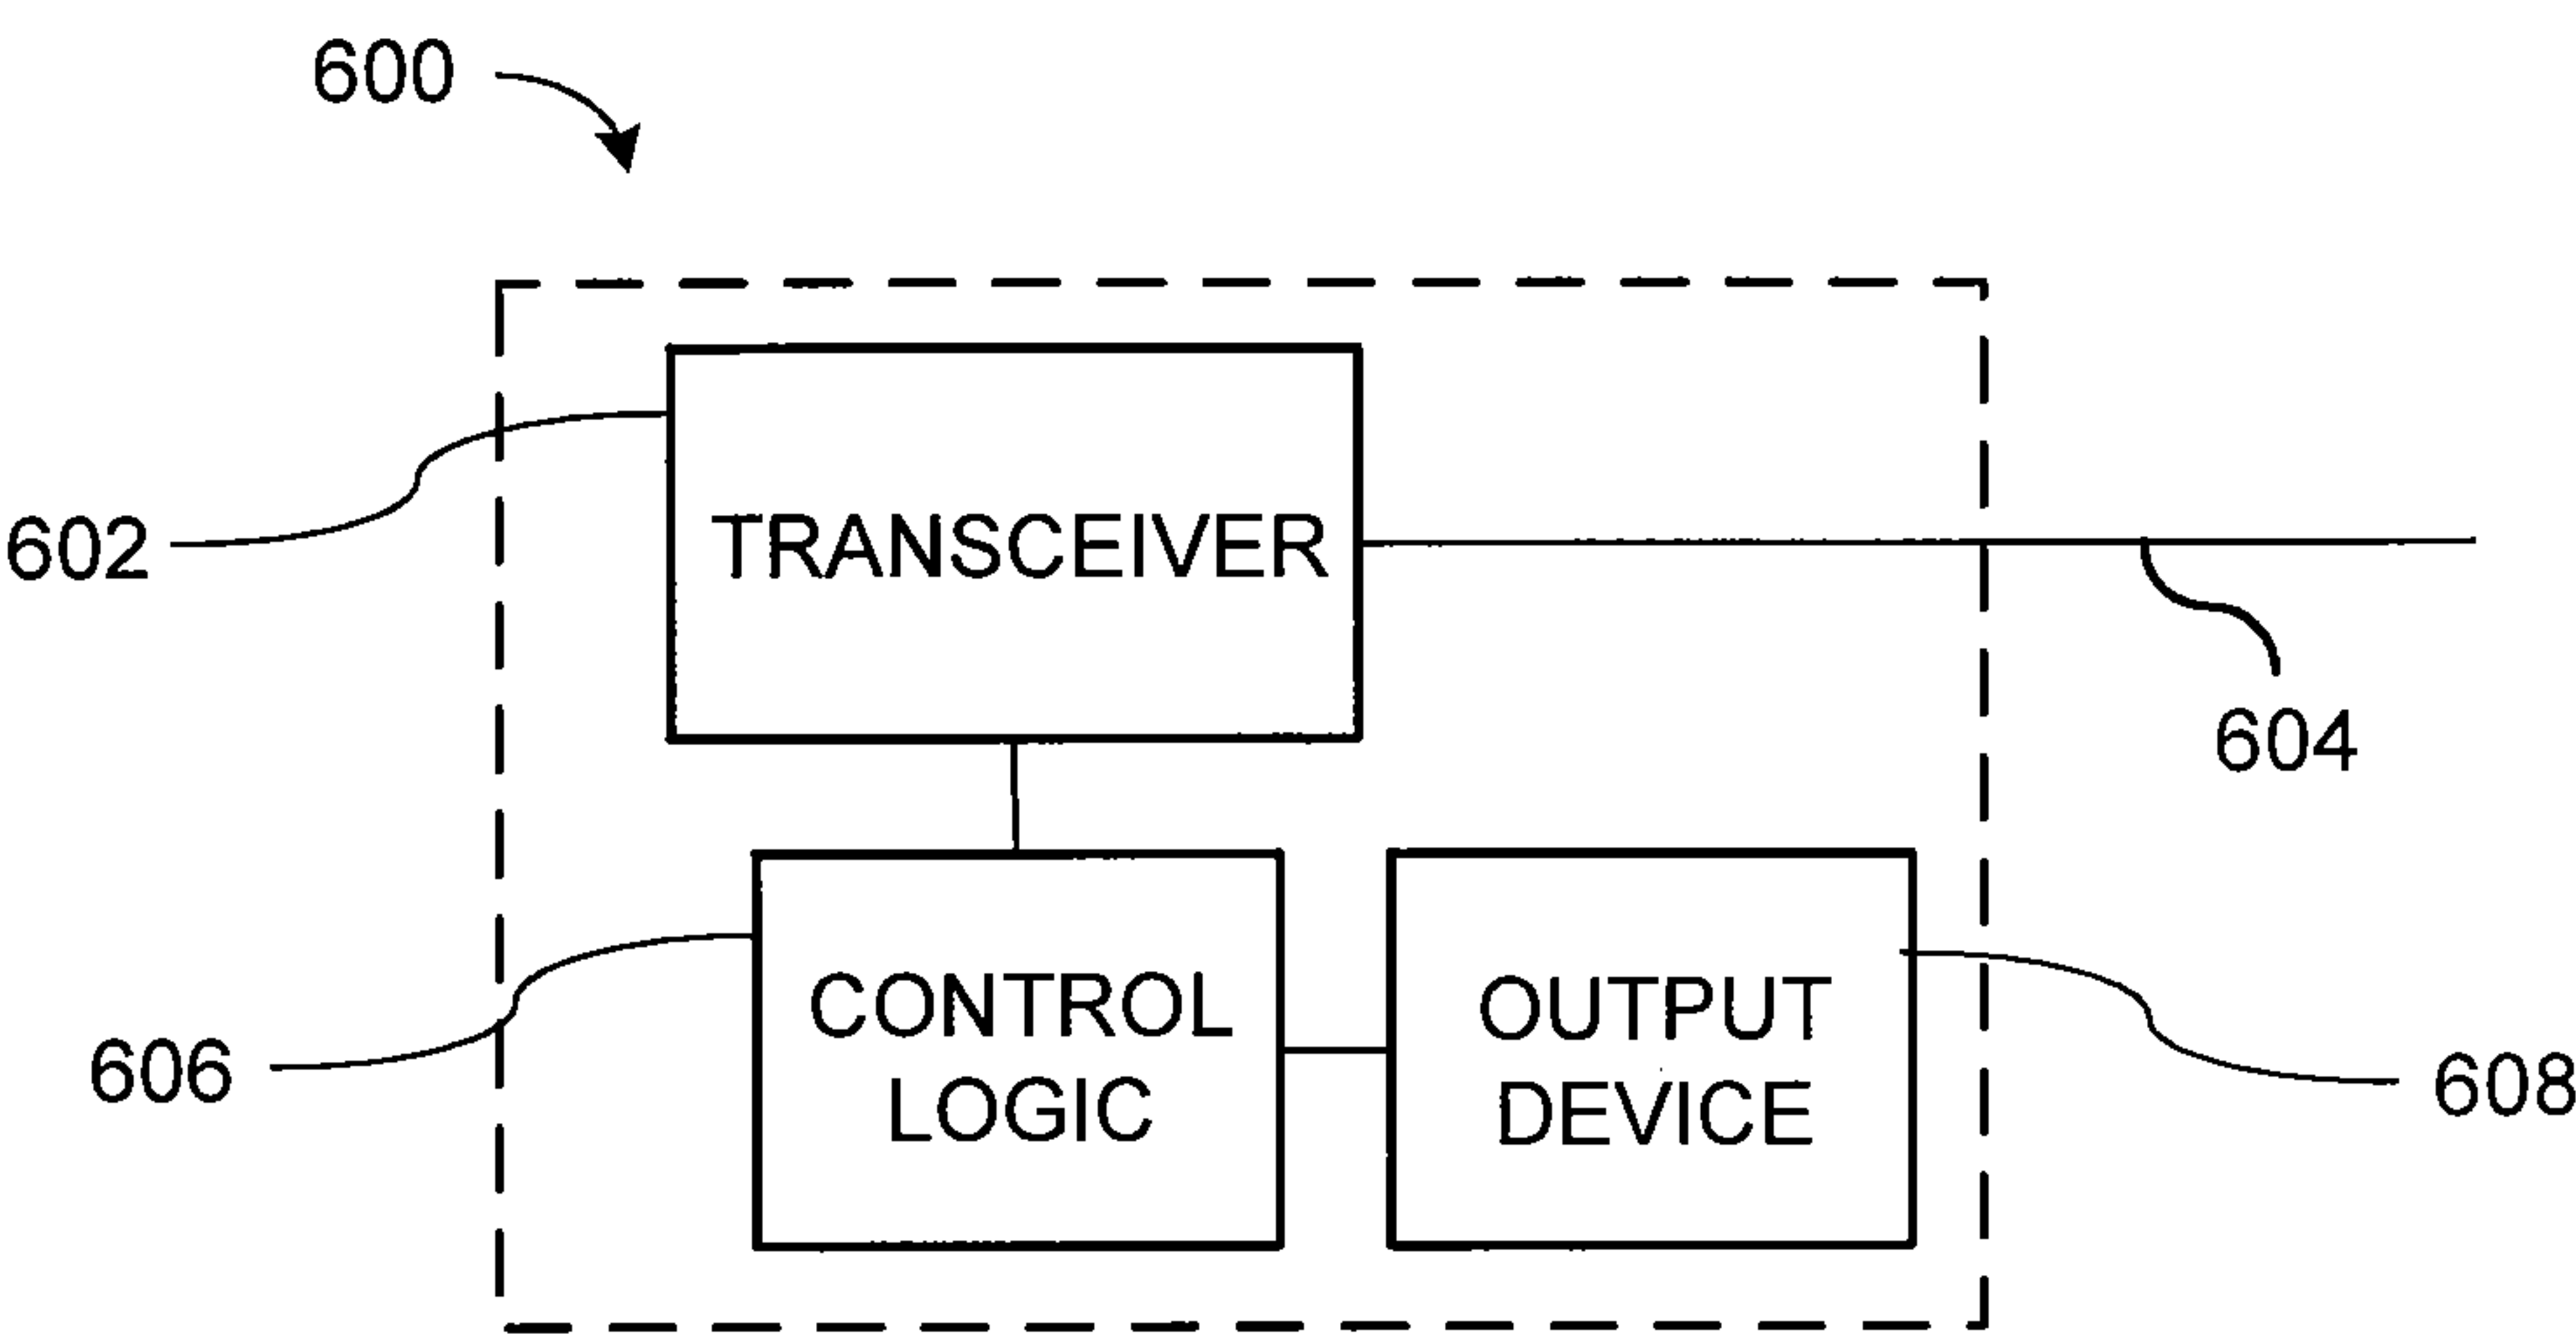 600
602
TRANSCEIVER
604
606
CONTROL
LOGIC
OUTPUT
DEVICE
608